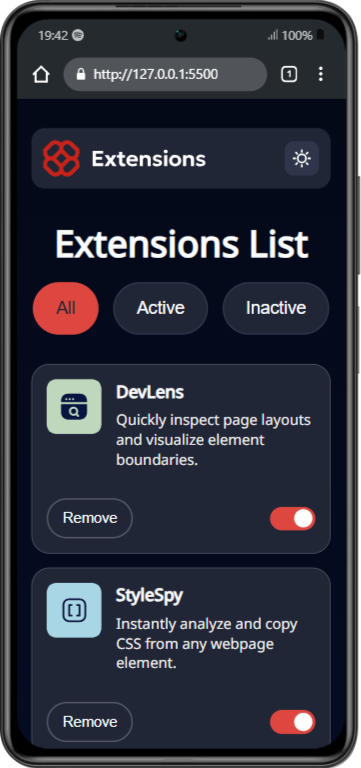 19:42 100%
http://127.0.0.1:5500 1
Extensions
Extensions List
All Active Inactive
DevLens
Quickly inspect page layouts
and visualize element
boundaries.
Remove
StyleSpy
Instantly analyze and copy
CSS from any webpage
element.
Remove